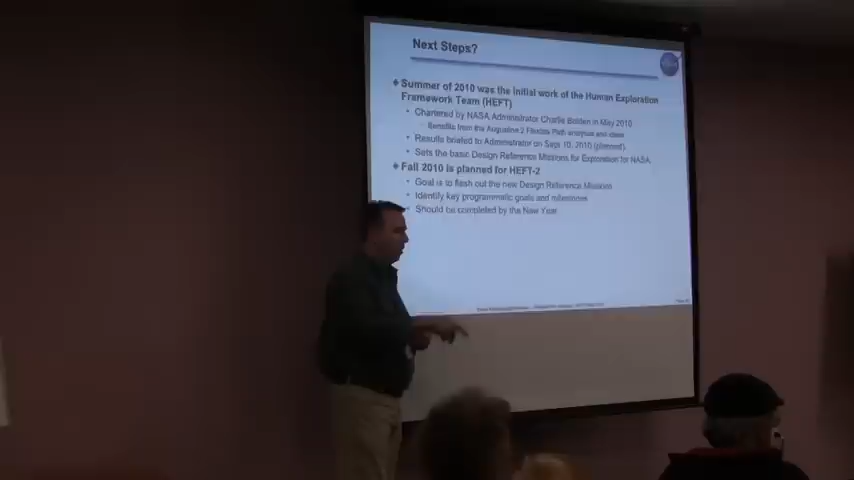 Next Steps?
Summer of 2010 was the initial work of the Human Exploration
Framework Team (HEFT)
Chartered by NASA Administrator Charlie Bolden in May 2010
Benefits from the Augustine 2 Flexible Path analysis and ideas
Results briefed to Administrator on Sept 10, 2010 (planned)
Sets the basic Design Reference Missions for Exploration for NASA
Fall 2010 is planned for HEFT-2
Goal is to flesh out the new Design Reference Missions
Identify key programmatic goals and milestones
Should be completed by the New Year